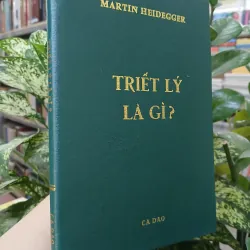 MARTIN HEIDEGGER
TRIẾT LÝ
LÀ GÌ?
CA DAO